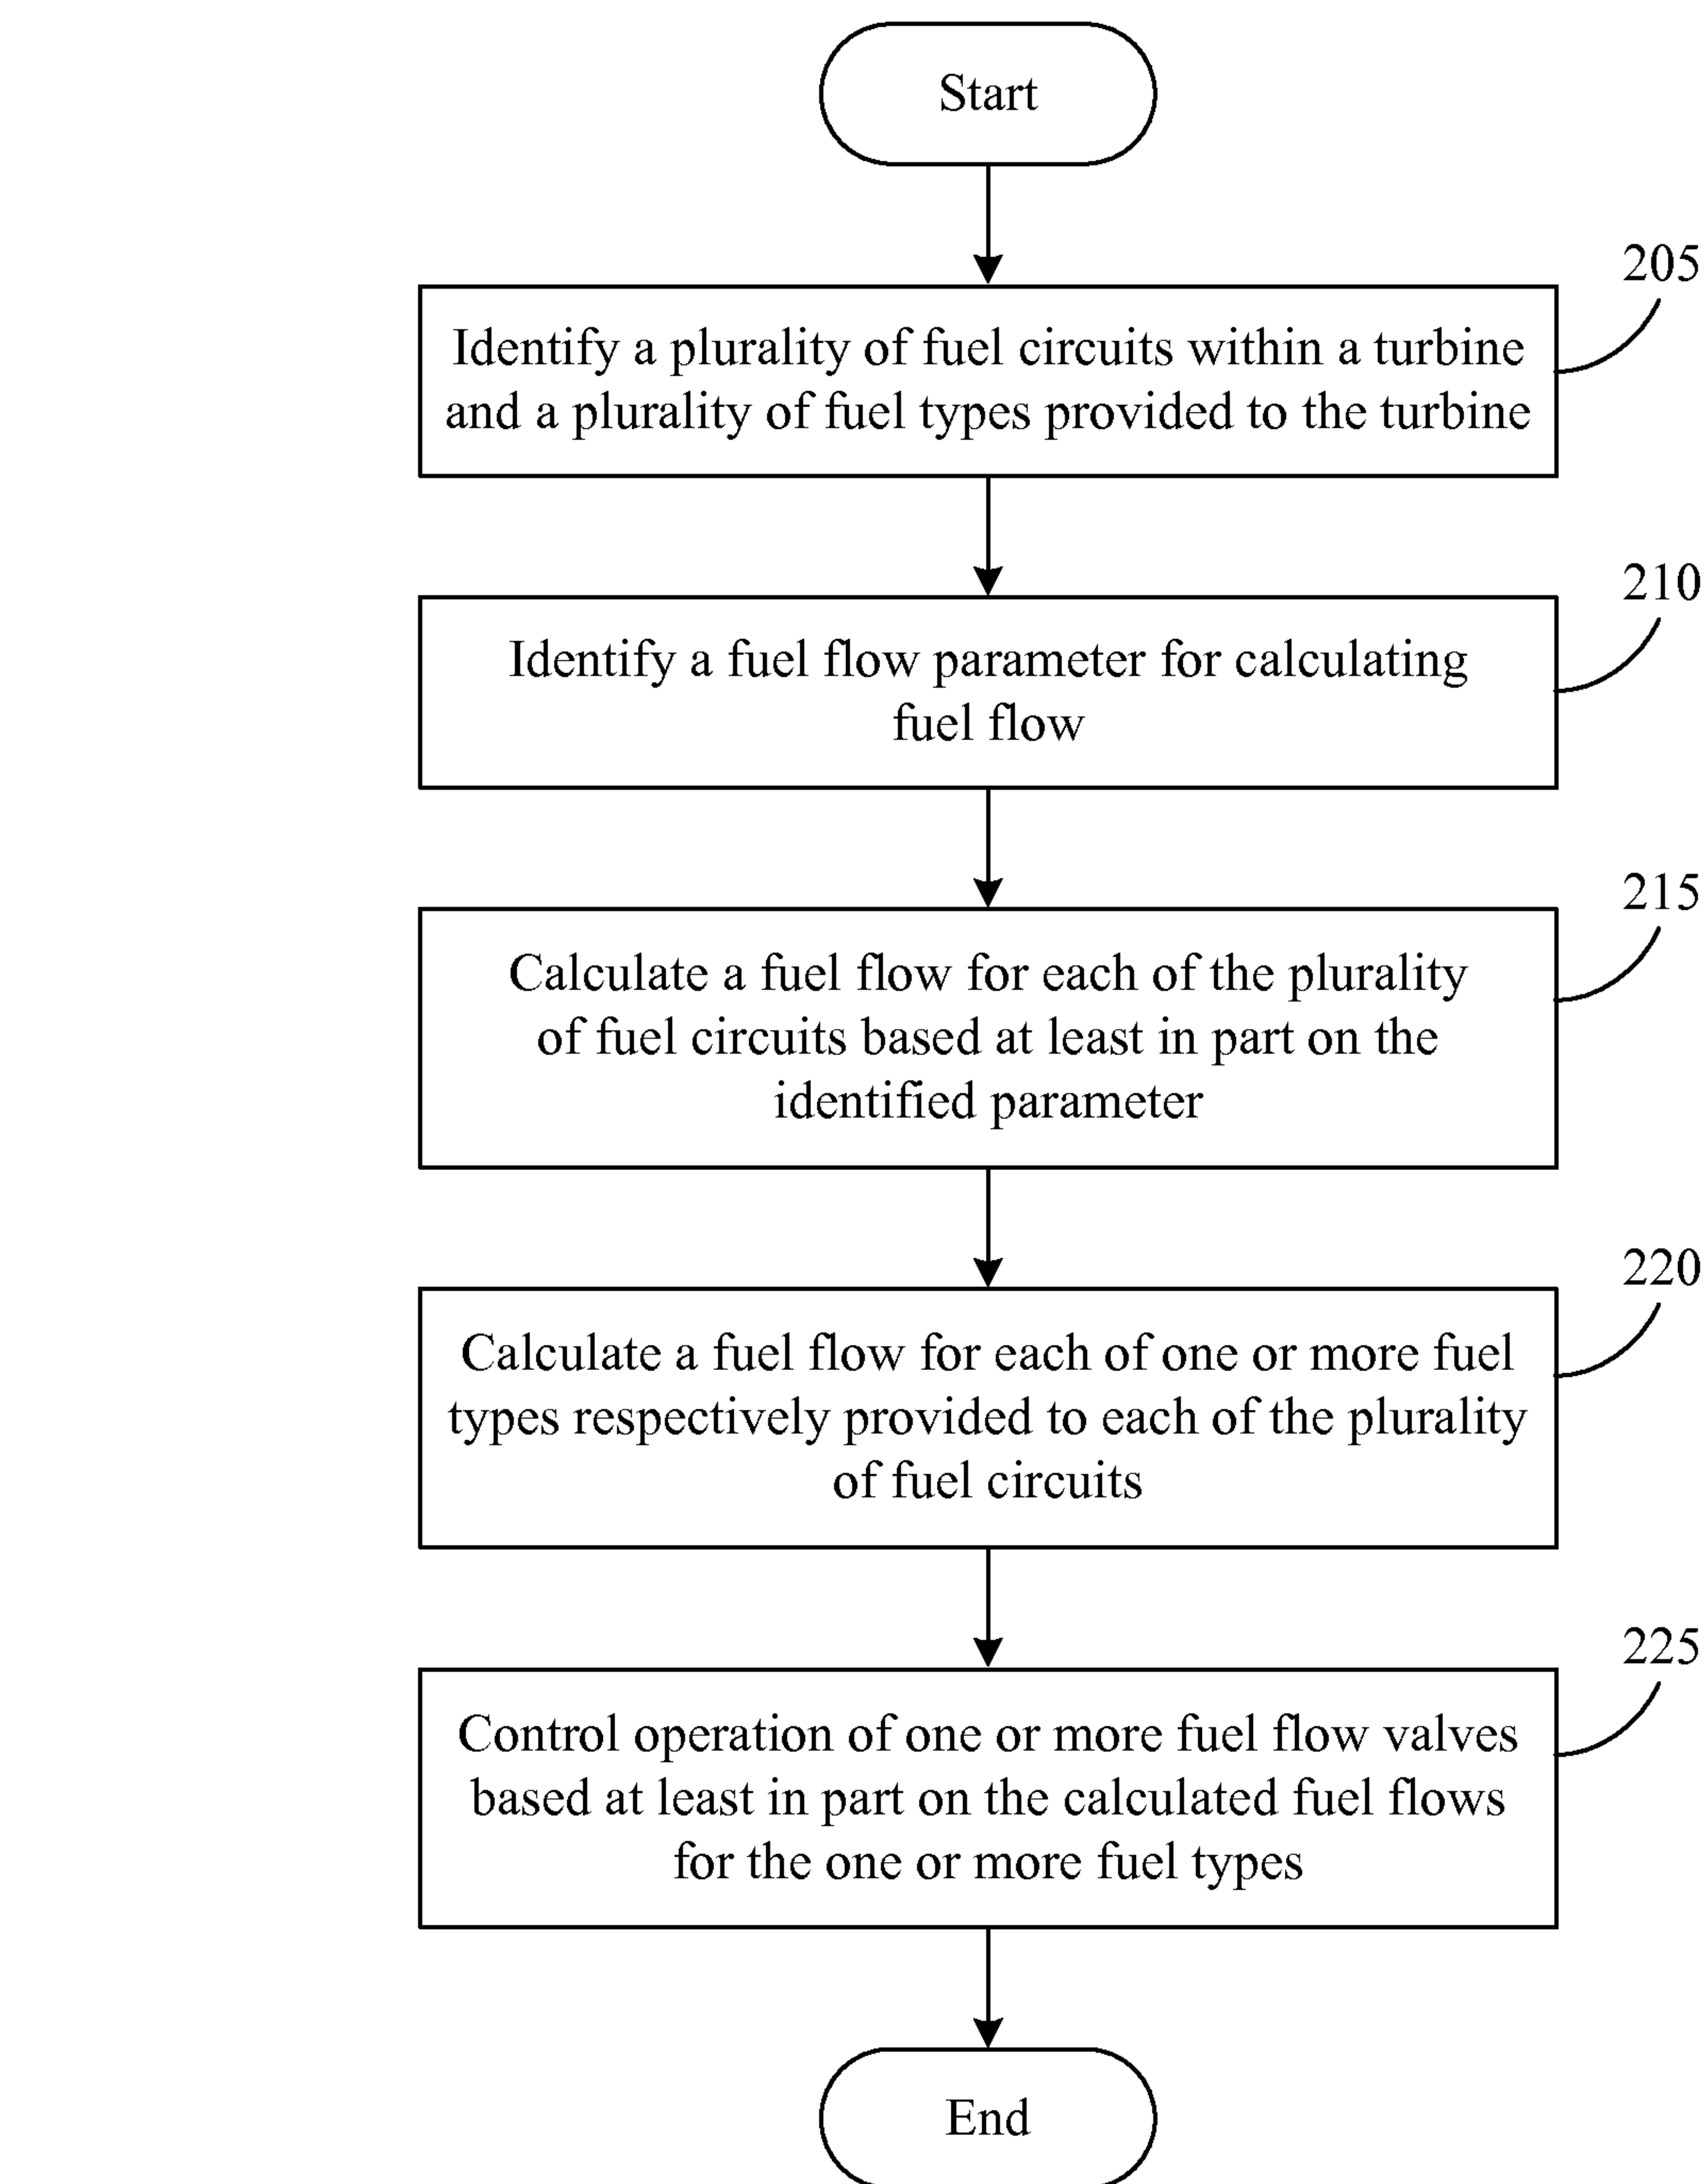 Start
205
Identify a plurality of fuel circuits within a turbine
and a plurality of fuel types provided to the turbine
210
Identify a fuel flow parameter for calculating
fuel flow
215
Calculate a fuel flow for each of the plurality
of fuel circuits based at least in part on the
identified parameter
220
Calculate a fuel flow for each of one or more fuel
types respectively provided to each of the plurality
of fuel circuits
225
Control operation of one or more fuel flow valves
based at least in part on the calculated fuel flows
for the one or more fuel types
End